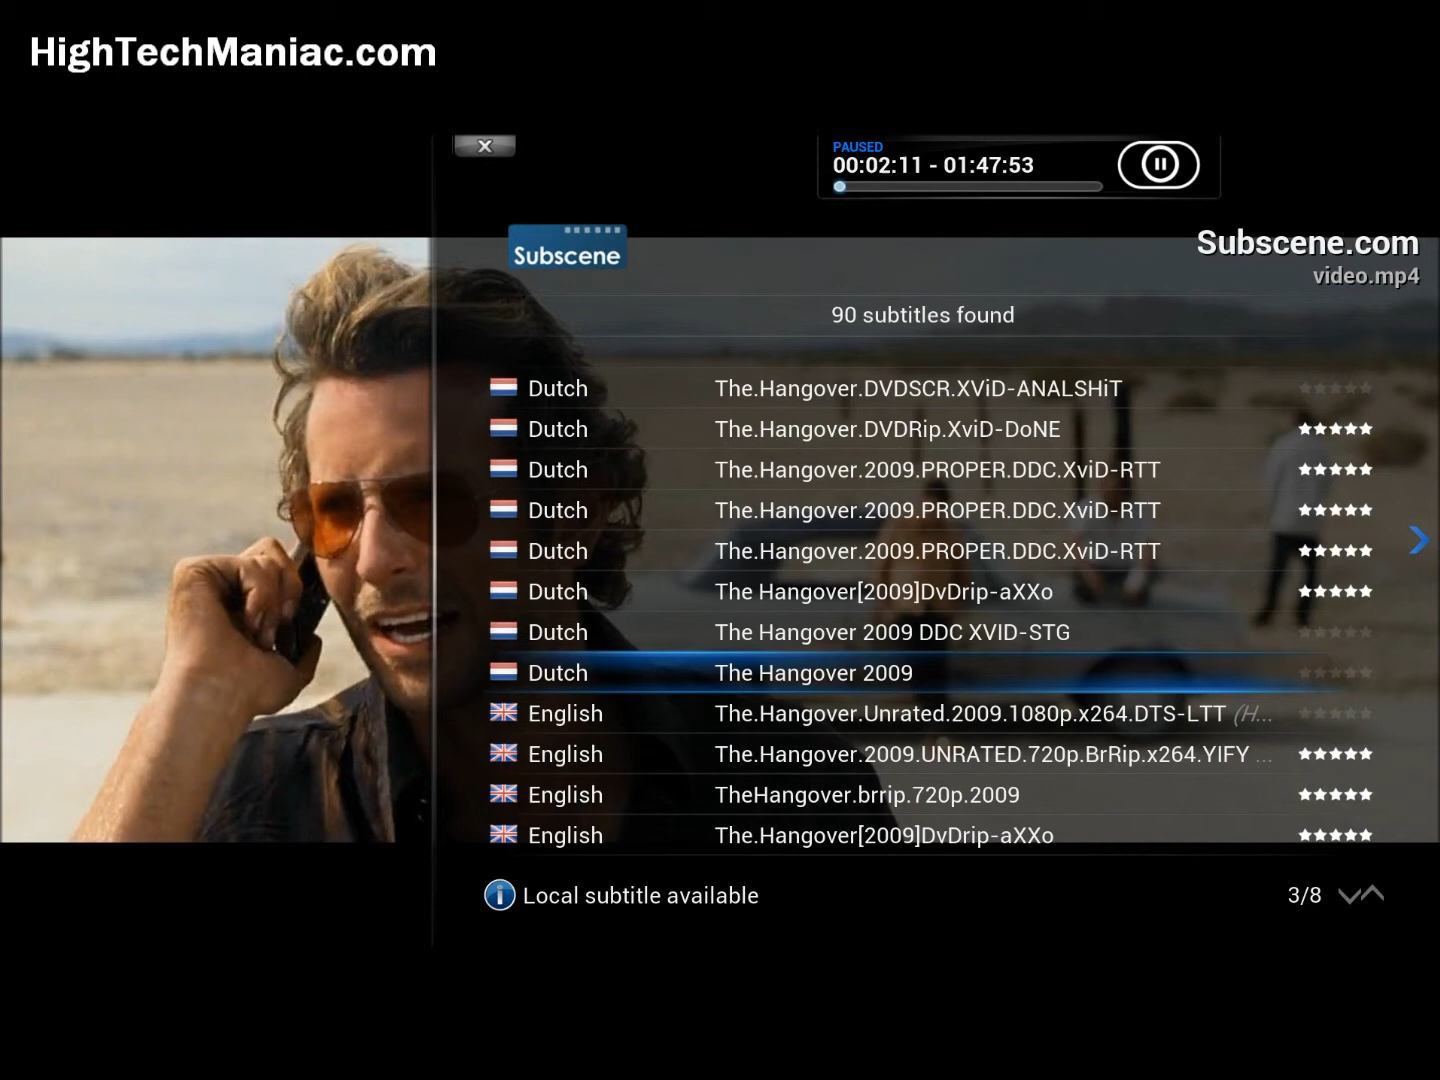 HighTechManiac.com
X
PAUSED
00:02:11 - 01:47:53
Subscene
Subscene.com
video.mp4
90 subtitles found
Dutch The.Hangover.DVDSCR.XViD-ANALSHiT
Dutch The.Hangover.DVDRip.XviD-DoNE
Dutch The.Hangover.2009.PROPER.DDC.XviD-RTT
Dutch The.Hangover.2009.PROPER.DDC.XviD-RTT
Dutch The.Hangover.2009.PROPER.DDC.XviD-RTT
Dutch The Hangover[2009]DvDrip-aXXo
Dutch The Hangover 2009 DDC XVID-STG
Dutch The Hangover 2009
English The.Hangover.Unrated.2009.1080p.x264.DTS-LTT (H...
English The.Hangover.2009.UNRATED.720p.BrRip.x264.YIFY ...
English TheHangover.brrip.720p.2009
English The.Hangover[2009]DvDrip-aXXo
i Local subtitle available 3/8